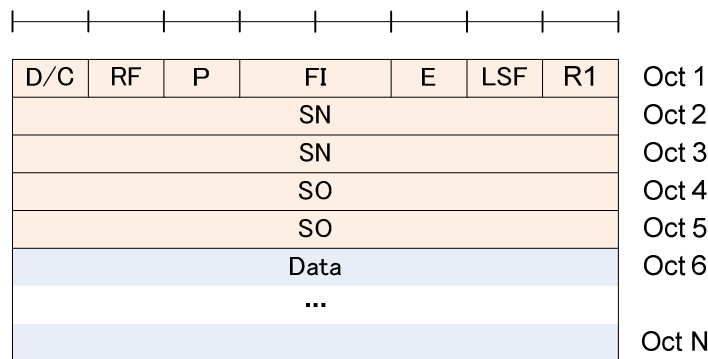 D/C RF P FI E LSF R1 Oct 1
SN Oct 2
SN Oct 3
SO Oct 4
SO Oct 5
Data Oct 6
...
Oct N